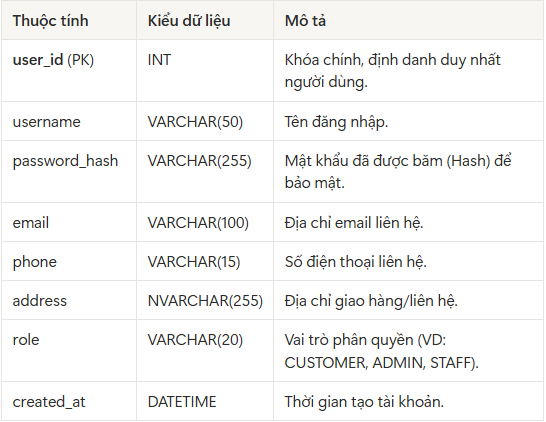 Thuộc tính Kiểu dữ liệu Mô tả
user_id (PK) INT Khóa chính, định danh duy nhất
người dùng.
username VARCHAR(50) Tên đăng nhập.
password_hash VARCHAR(255) Mật khẩu đã được băm (Hash) để
bảo mật.
email VARCHAR(100) Địa chỉ email liên hệ.
phone VARCHAR(15) Số điện thoại liên hệ.
address NVARCHAR(255) Địa chỉ giao hàng/liên hệ.
role VARCHAR(20) Vai trò phân quyền (VD:
CUSTOMER, ADMIN, STAFF).
created_at DATETIME Thời gian tạo tài khoản.